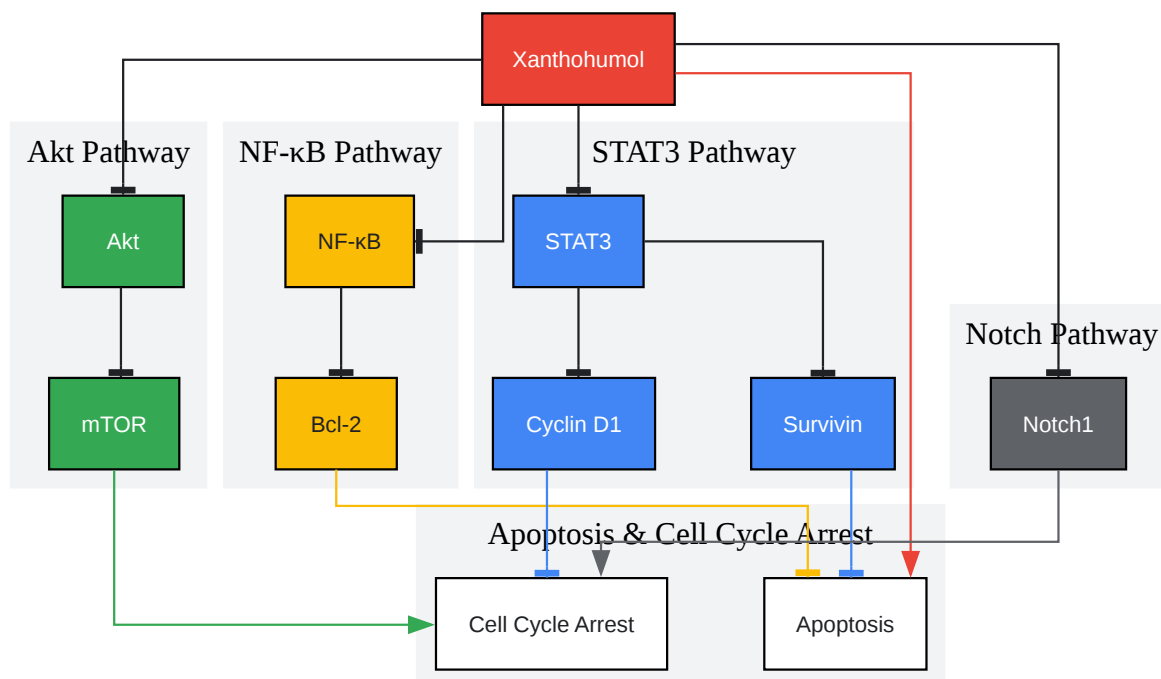 Xanthohumol
Akt Pathway
NF-κB Pathway
STAT3 Pathway
Akt
NF-κB
STAT3
Notch Pathway
mTOR
Bcl-2
Cyclin D1
Survivin
Notch1
Apoptosis & Cell Cycle Arrest
Cell Cycle Arrest
Apoptosis